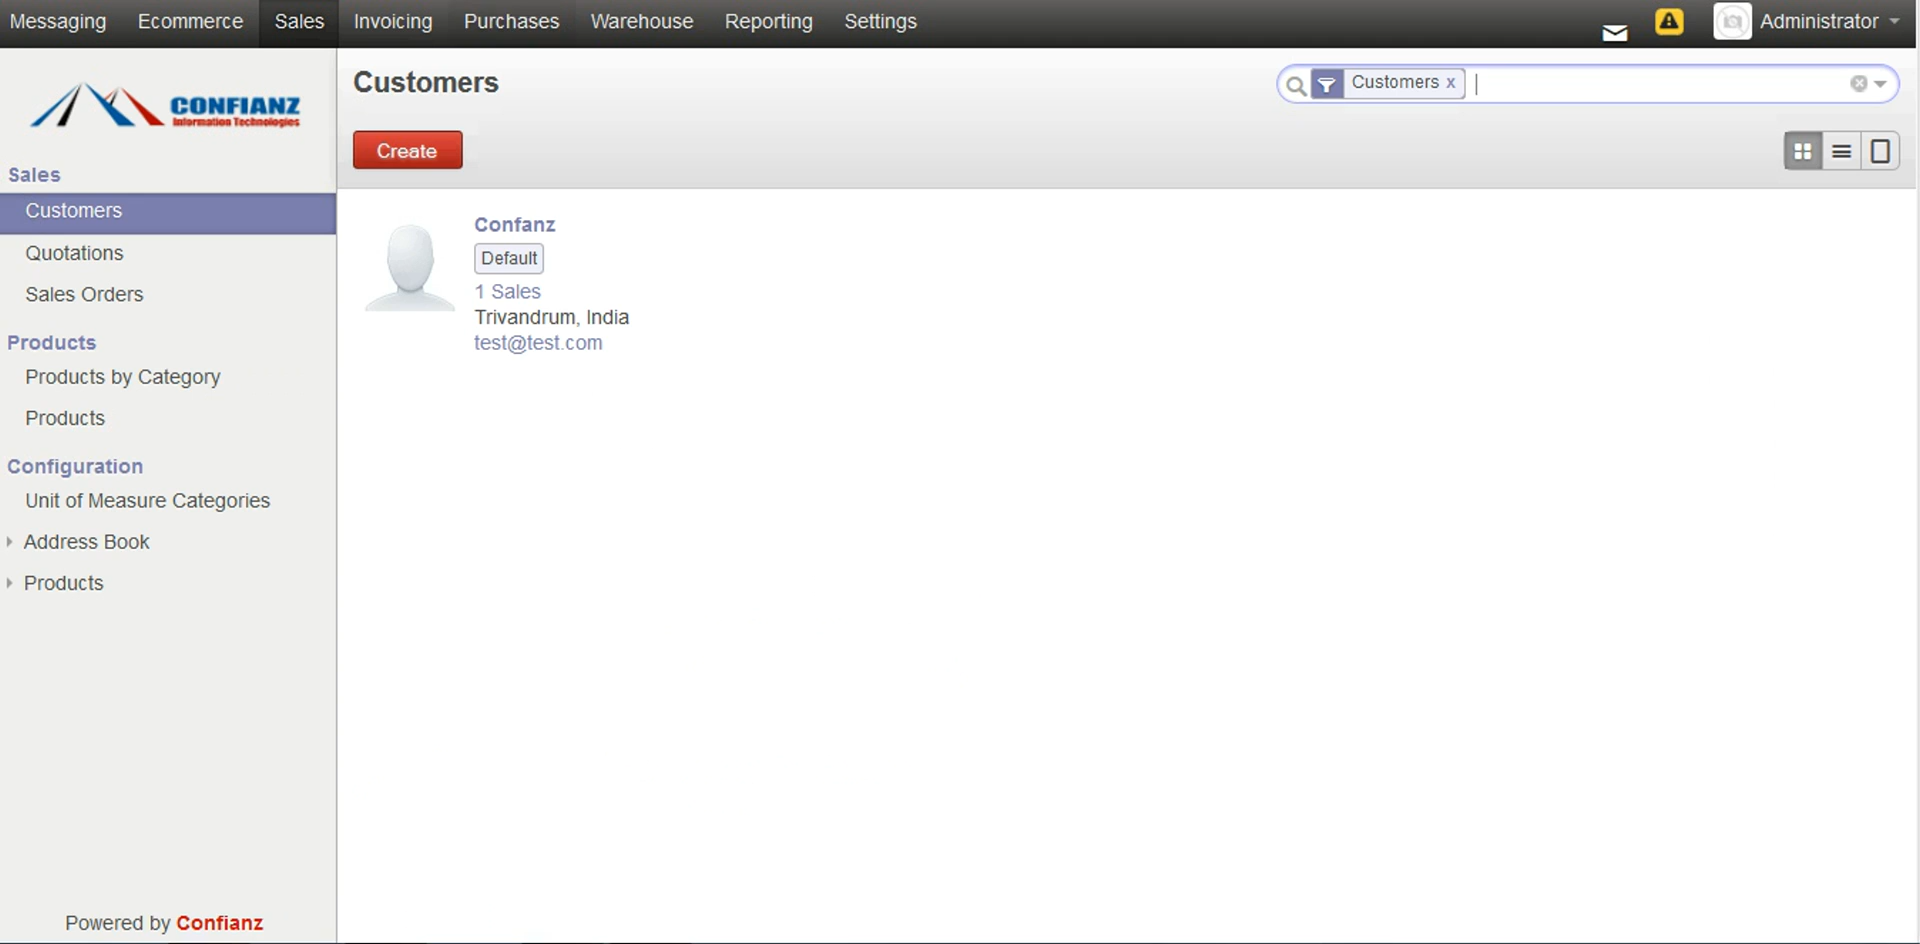 Messaging Ecommerce Sales Invoicing Purchases Warehouse Reporting Settings Administrator
CONFIANZ
Information Technologies
Customers
Customers x
Create
Sales
Customers
Quotations
Sales Orders
Products
Products by Category
Products
Configuration
Unit of Measure Categories
Address Book
Products
Confanz
Default
1 Sales
Trivandrum, India
test@test.com
Powered by Confianz